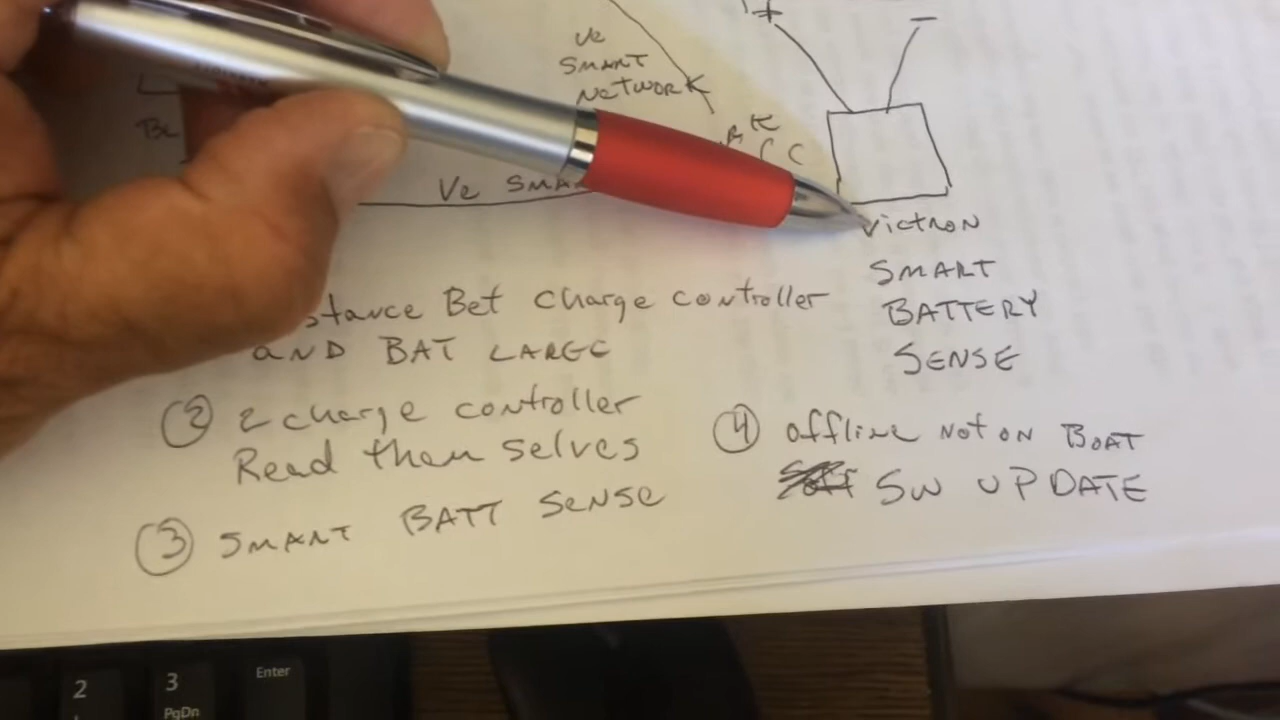 +
-
Ve
SMART
NETWORK
CC
Ve SMA
VICTRON
SMART
BATTERY
SENSE
stance Bet charge controller
AND BAT LARGE
② 2 charge controller
Read them selves
③ SMART BATT SENSE
④ offline NOT ON BOAT
SW UPDATE
2
3
PgDn
Enter